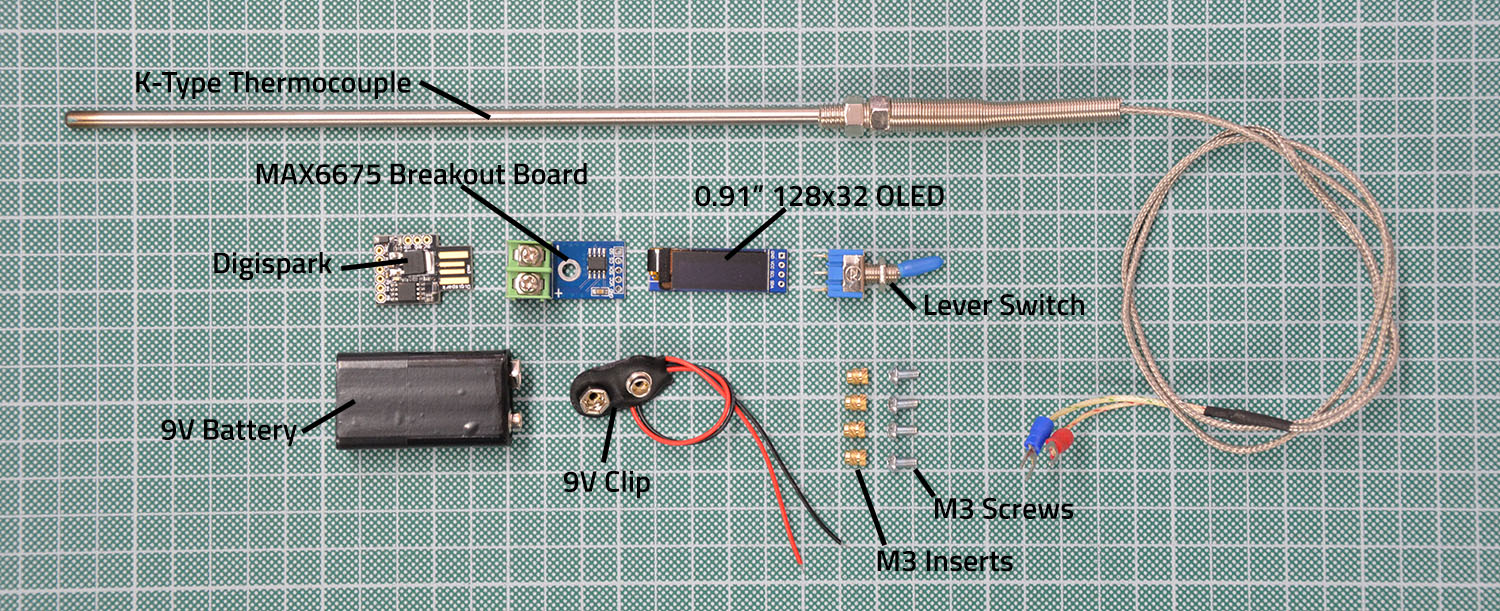 K-Type Thermocouple
MAX6675 Breakout Board
0.91” 128x32 OLED
Digispark
Lever Switch
9V Battery
9V Clip
M3 Screws
M3 Inserts